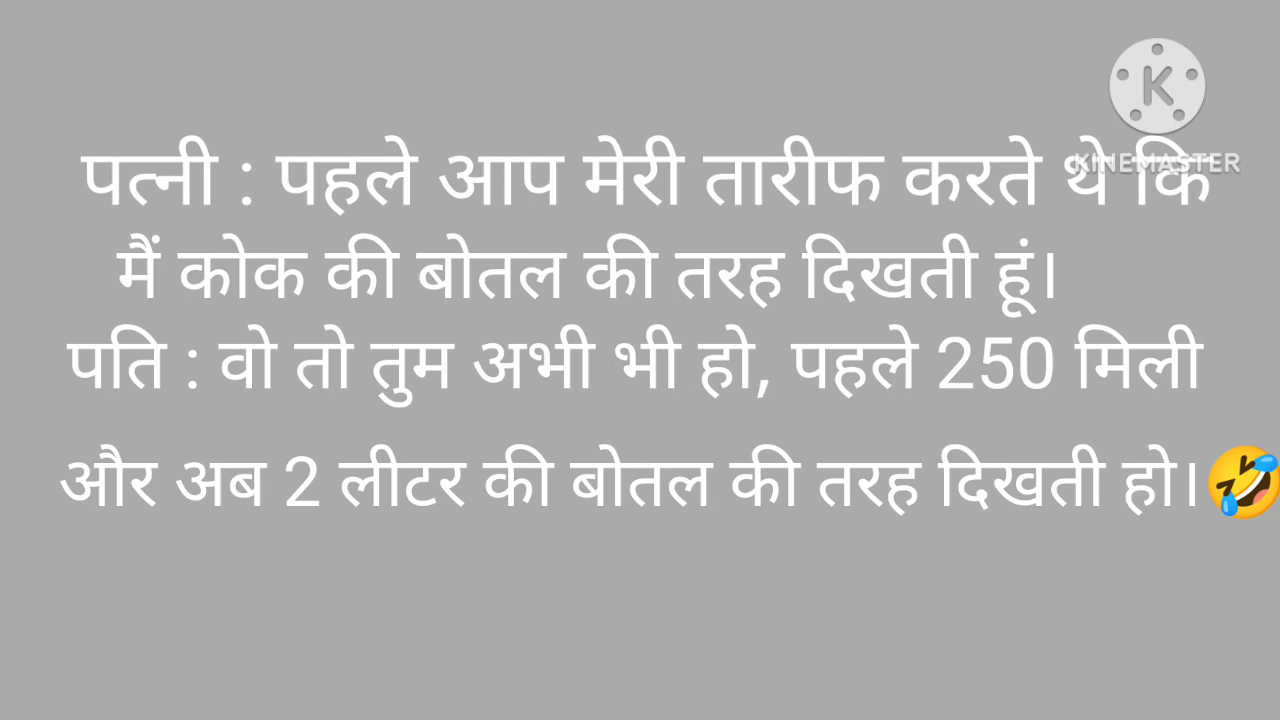 KINEMASTER
पत्नी : पहले आप मेरी तारीफ करते थे कि
मैं कोक की बोतल की तरह दिखती हूं।
पति : वो तो तुम अभी भी हो, पहले 250 मिली
और अब 2 लीटर की बोतल की तरह दिखती हो।🤣